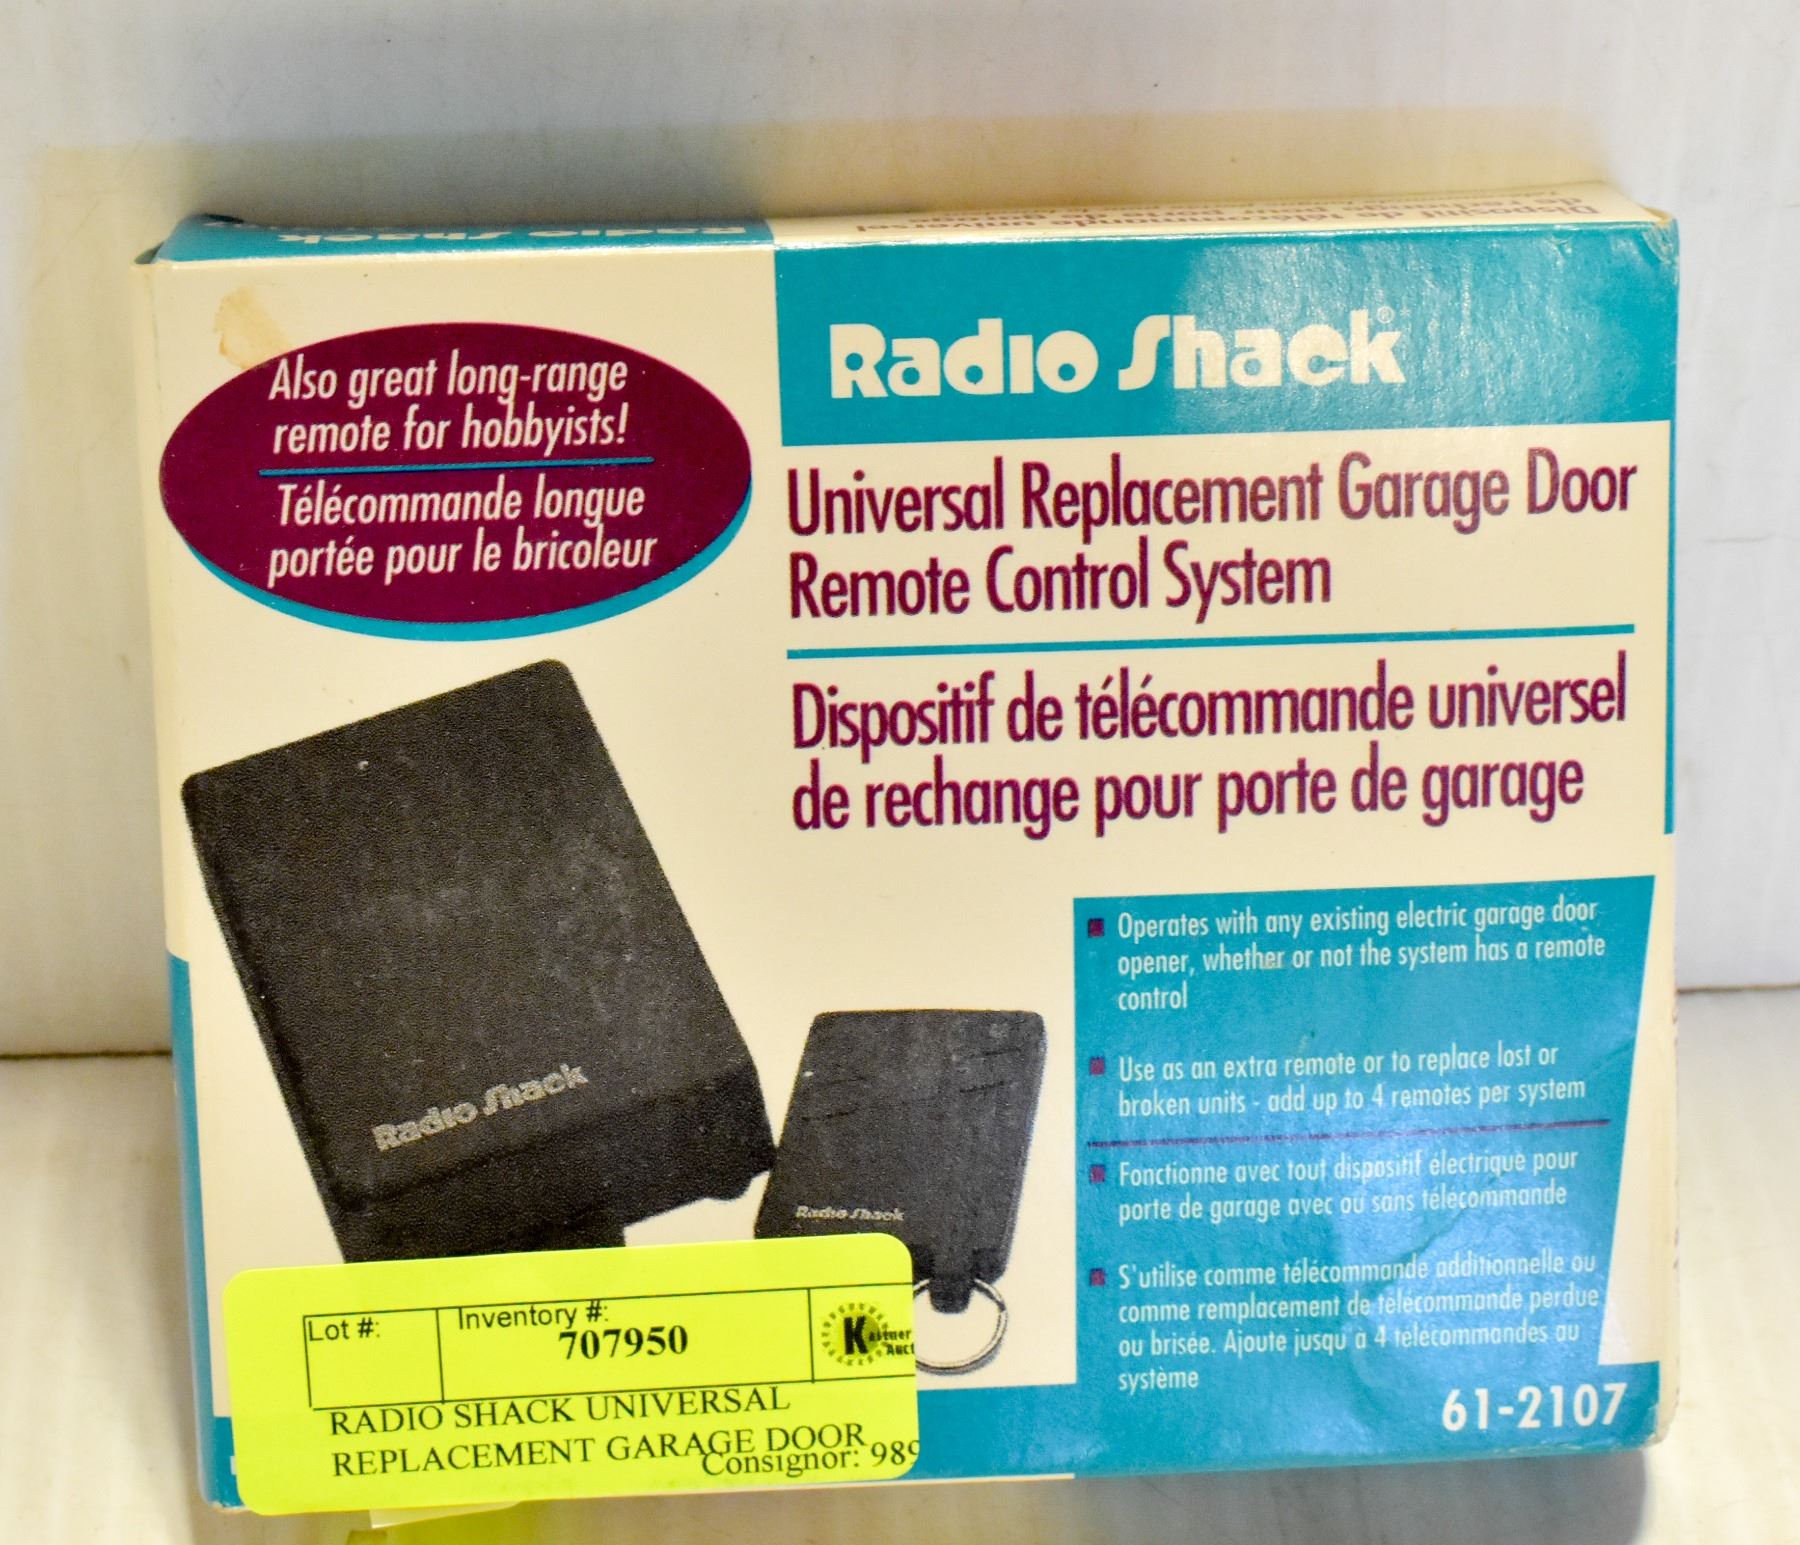 Radio Shack
Also great long-range
remote for hobbyists!
Télécommande longue
portée pour le bricoleur
Radio Shack®
Universal Replacement Garage Door
Remote Control System
Dispositif de télécommande universel
de rechange pour porte de garage
Operates with any existing electric garage door
opener, whether or not the system has a remote
control
Use as an extra remote or to replace lost or
broken units - add up to 4 remotes per system
Fonctionne avec tout dispositif électrique pour
porte de garage avec ou sans télécommande
S'utilise comme télécommande additionnelle ou
comme remplacement de télécommande perdue
ou brisée. Ajoute jusqu'à 4 télécommandes au
système
61-2107
Radio Shack
Radio Shack
Lot #:
Inventory #:
707950
K
RADIO SHACK UNIVERSAL
REPLACEMENT GARAGE DOOR
Consignor: 989